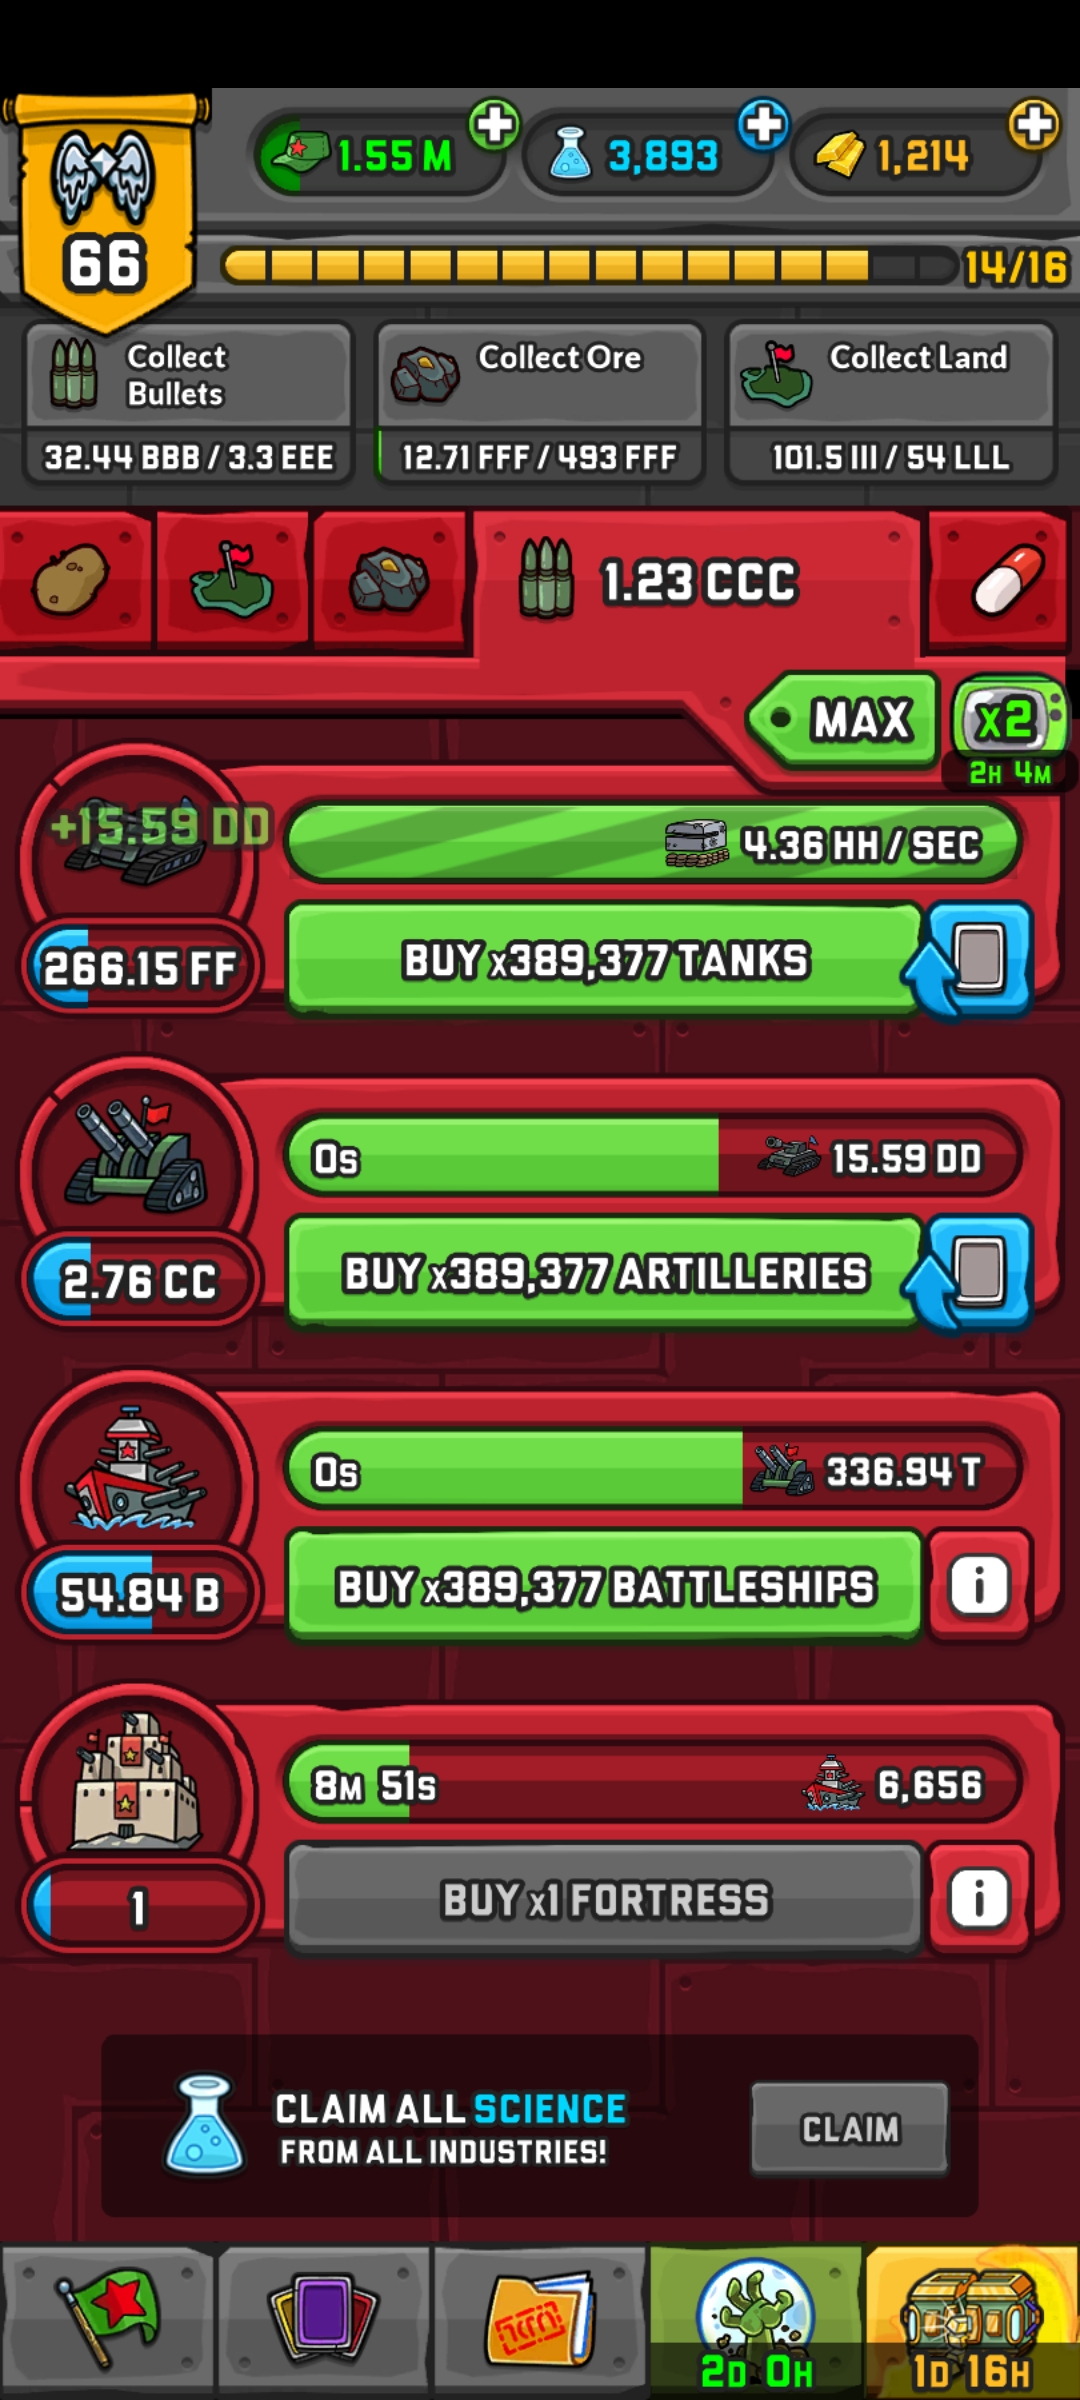 1.55 M
3,893
1,214
66
14/16
Collect
Bullets
Collect Ore
Collect Land
32.44 BBB / 3.3 EEE
12.71 FFF / 493 FFF
101.5 III / 54 LLL
1.23 CCC
MAX
x2
2H 4M
+15.59 DD
4.36 HH / SEC
266.15 FF
BUY x389,377 TANKS
0s
15.59 DD
2.76 CC
BUY x389,377 ARTILLERIES
0s
336.94 T
54.84 B
BUY x389,377 BATTLESHIPS
i
8M 51s
6,656
1
BUY x1 FORTRESS
i
CLAIM ALL SCIENCE
FROM ALL INDUSTRIES!
CLAIM
2D 0H
1D 16H